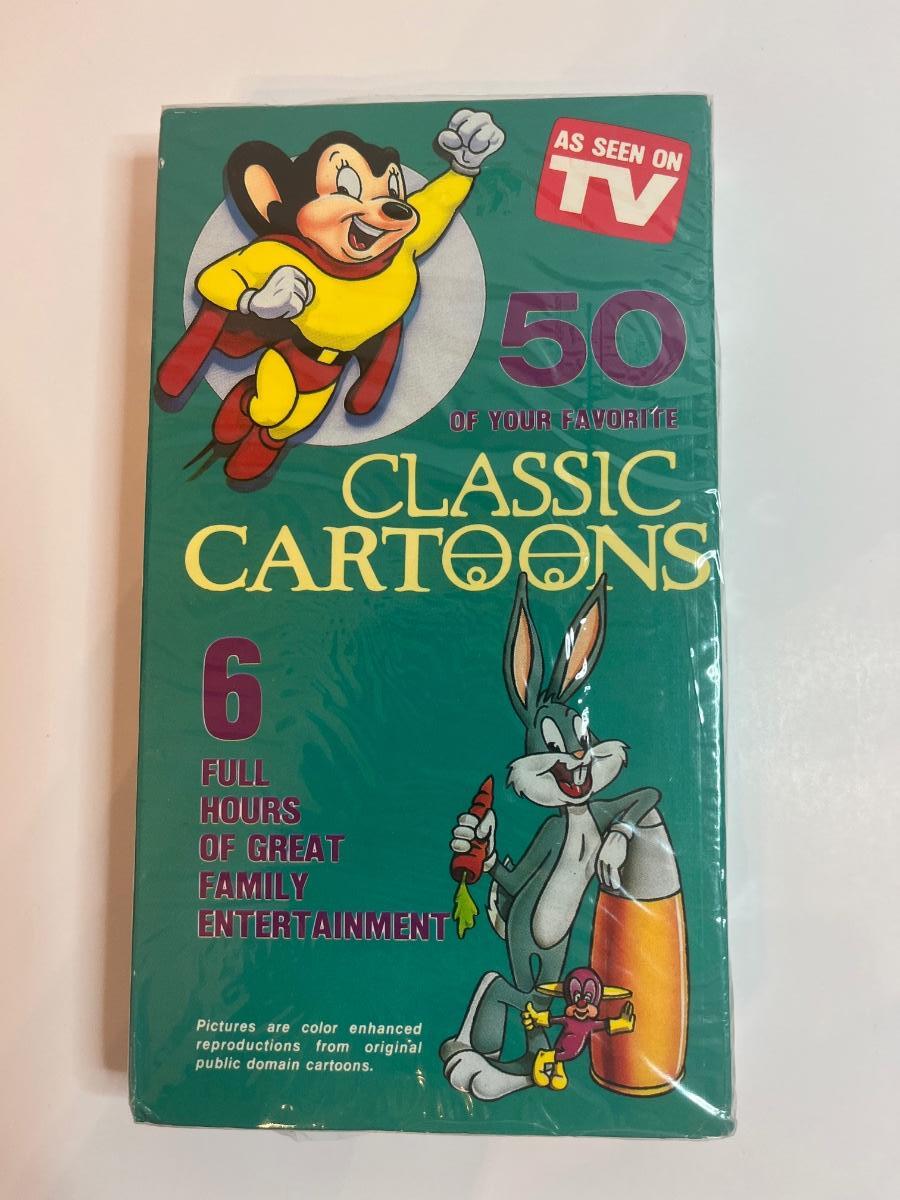 AS SEEN ON
TV
50
OF YOUR FAVORITE
CLASSIC
CARTOONS
6
FULL
HOURS
OF GREAT
FAMILY
ENTERTAINMENT
Pictures are color enhanced
reproductions from original
public domain cartoons.